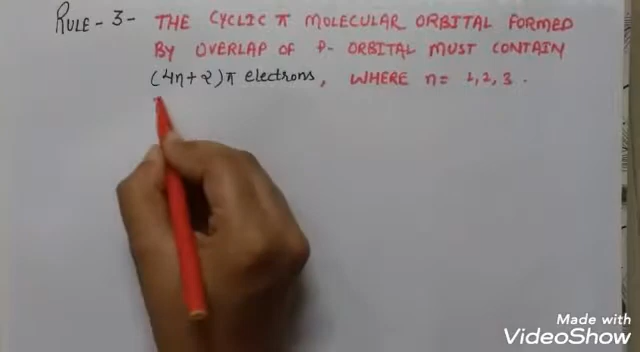 RULE-3- THE CYCLIC π MOLECULAR ORBITAL FORMED
BY OVERLAP OF P-ORBITAL MUST CONTAIN
(4n+2)π electrons, WHERE n= 1,2,3.
Made with
VideoShow